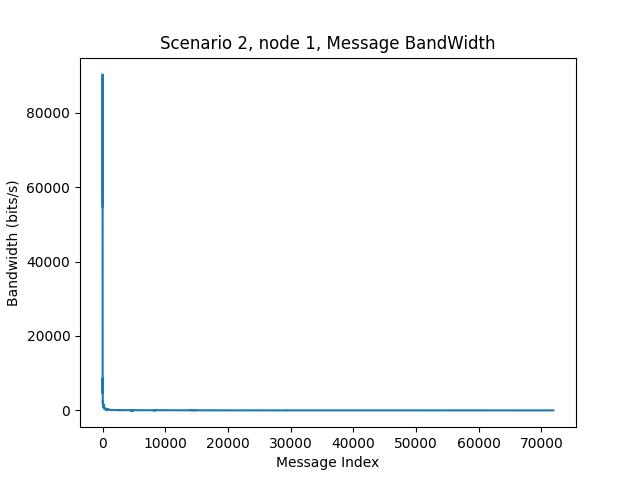 Scenario 2, node 1, Message BandWidth
80000
60000
40000
20000
0
Bandwidth (bits/s)
0 10000 20000 30000 40000 50000 60000 70000
Message Index